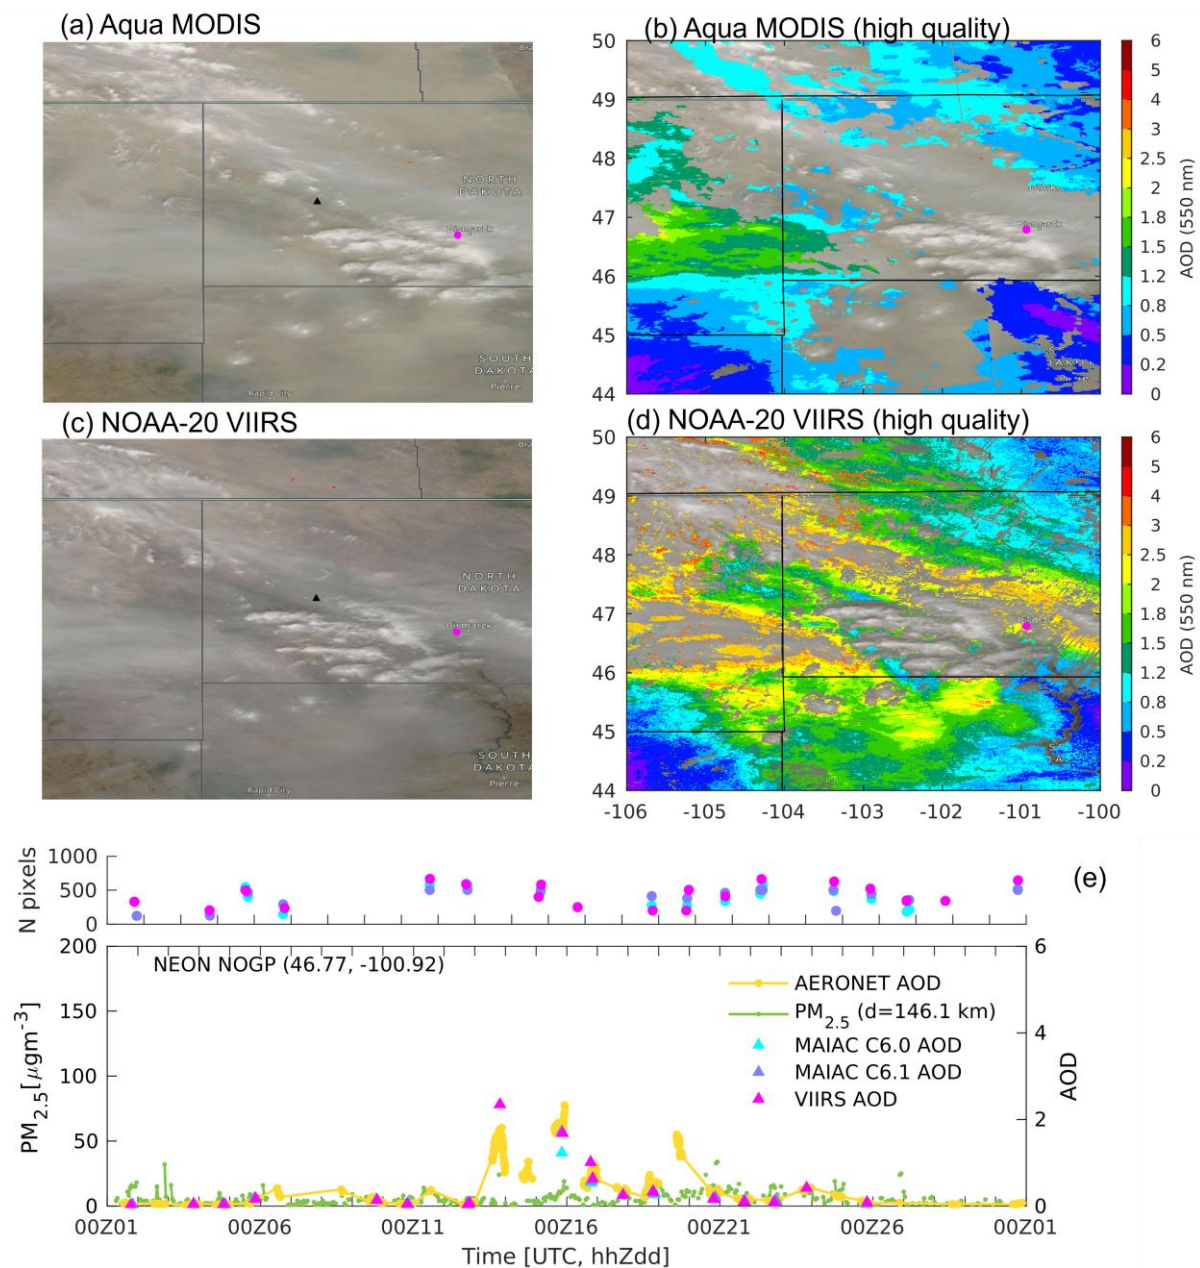 (a) Aqua MODIS
(b) Aqua MODIS (high quality)
NORTH
DAKOTA
Bismarck
SOUTH
DAKOTA
Pierre
Rapid City
50
49
48
47
46
45
44
Bismarck
Pierre
6
5
4
3
2.5
2
1.8
1.5
1.2
0.8
0.5
0.2
0
AOD (550 nm)
(c) NOAA-20 VIIRS
(d) NOAA-20 VIIRS (high quality)
NORTH
DAKOTA
Bismarck
SOUTH
DAKOTA
Pierre
Rapid City
50
49
48
47
46
45
44
-106 -105 -104 -103 -102 -101 -100
6
5
4
3
2.5
2
1.8
1.5
1.2
0.8
0.5
0.2
0
AOD (550 nm)
N pixels
1000
500
0
(e)
NEON NOGP (46.77, -100.92)
AERONET AOD
PM2.5 (d=146.1 km)
MAIAC C6.0 AOD
MAIAC C6.1 AOD
VIIRS AOD
PM2.5[μgm-3]
200
150
100
50
0
6
4
2
0
AOD
00Z01 00Z06 00Z11 00Z16 00Z21 00Z26 00Z01
Time [UTC, hhZdd]